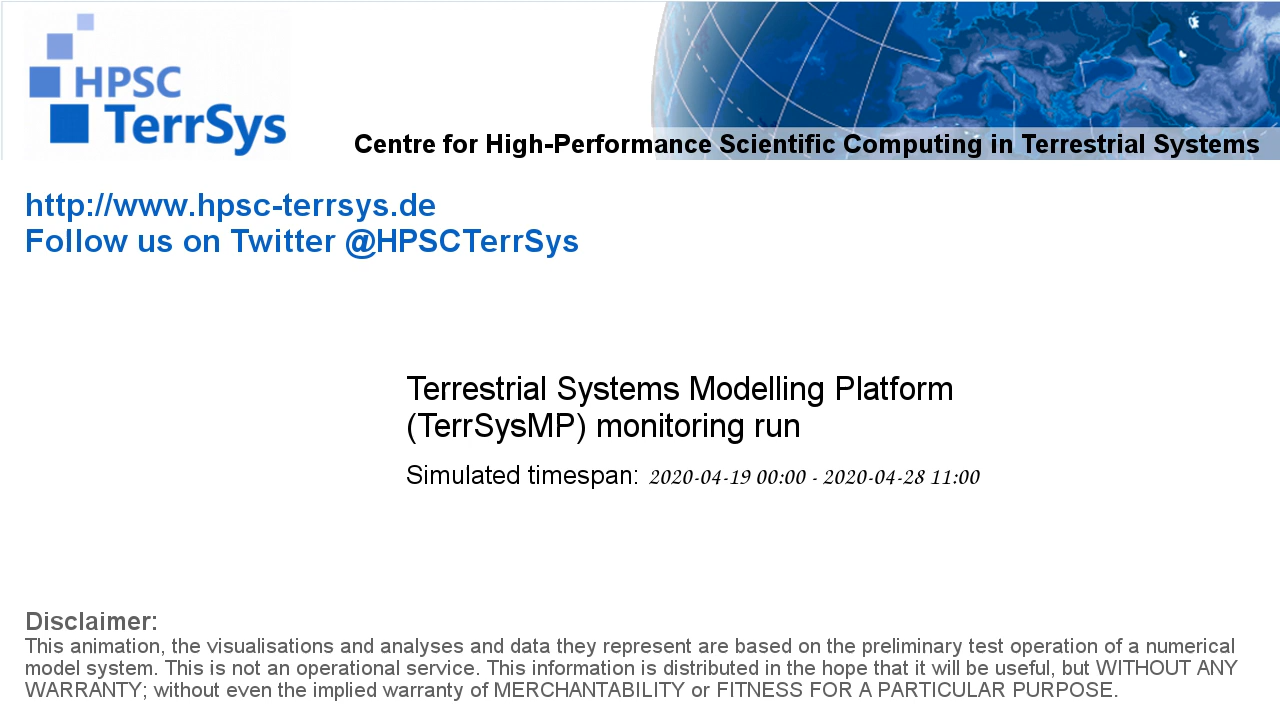 HPSC
TerrSys
Centre for High-Performance Scientific Computing in Terrestrial Systems
http://www.hpsc-terrsys.de
Follow us on Twitter @HPSCTerrSys
Terrestrial Systems Modelling Platform
(TerrSysMP) monitoring run
Simulated timespan: 2020-04-19 00:00 - 2020-04-28 11:00
Disclaimer:
This animation, the visualisations and analyses and data they represent are based on the preliminary test operation of a numerical
model system. This is not an operational service. This information is distributed in the hope that it will be useful, but WITHOUT ANY
WARRANTY; without even the implied warranty of MERCHANTABILITY or FITNESS FOR A PARTICULAR PURPOSE.